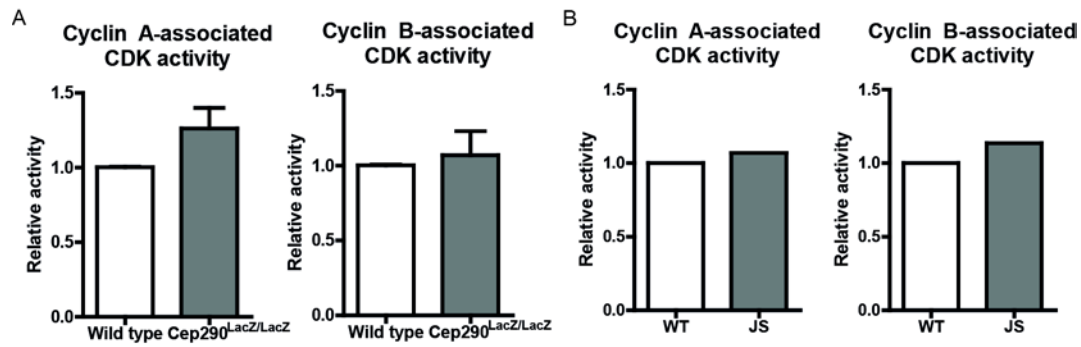 A
Cyclin A-associated
CDK activity
Relative activity
1.5
1.0
0.5
0.0
Wild type Cep290LacZ/LacZ
Cyclin B-associated
CDK activity
Relative activity
1.5
1.0
0.5
0.0
Wild type Cep290LacZ/LacZ
B
Cyclin A-associated
CDK activity
Relative activity
1.5
1.0
0.5
0.0
WT JS
Cyclin B-associated
CDK activity
Relative activity
1.5
1.0
0.5
0.0
WT JS